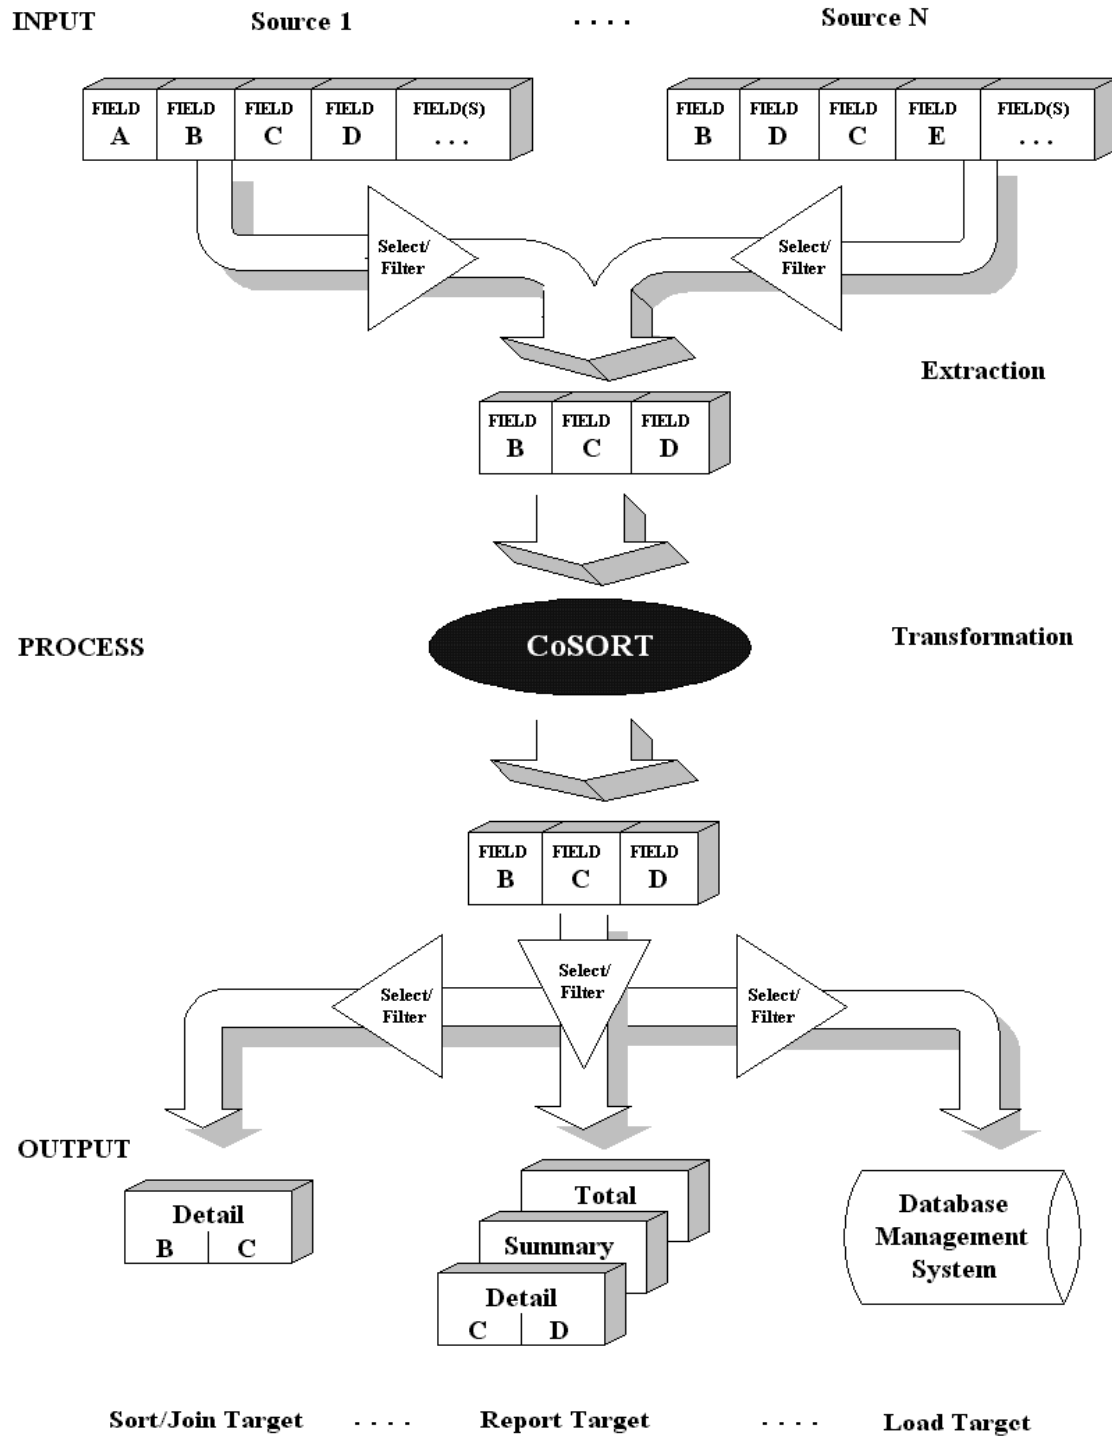 INPUT Source 1 . . . . Source N
FIELD FIELD FIELD FIELD FIELD(S)
A B C D . . .
FIELD FIELD FIELD FIELD FIELD(S)
B D C E . . .
Select/
Filter
Select/
Filter
Extraction
FIELD FIELD FIELD
B C D
PROCESS
CoSORT
Transformation
FIELD FIELD FIELD
B C D
Select/
Filter
Select/
Filter
Select/
Filter
OUTPUT
Detail
B C
Total
Summary
Detail
C D
Database
Management
System
Sort/Join Target . . . . Report Target . . . . Load Target